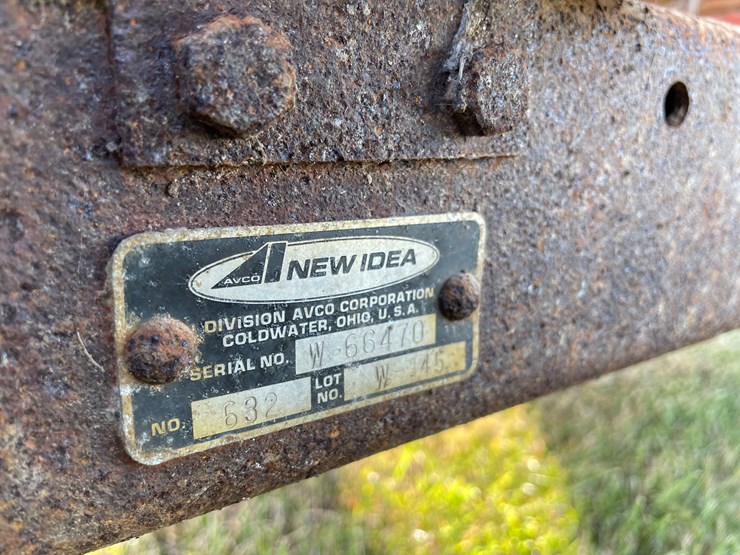 AVCO NEW IDEA
DIVISION AVCO CORPORATION
COLDWATER, OHIO, U.S.A.
SERIAL NO. W-66470
NO. 632 LOT NO. W